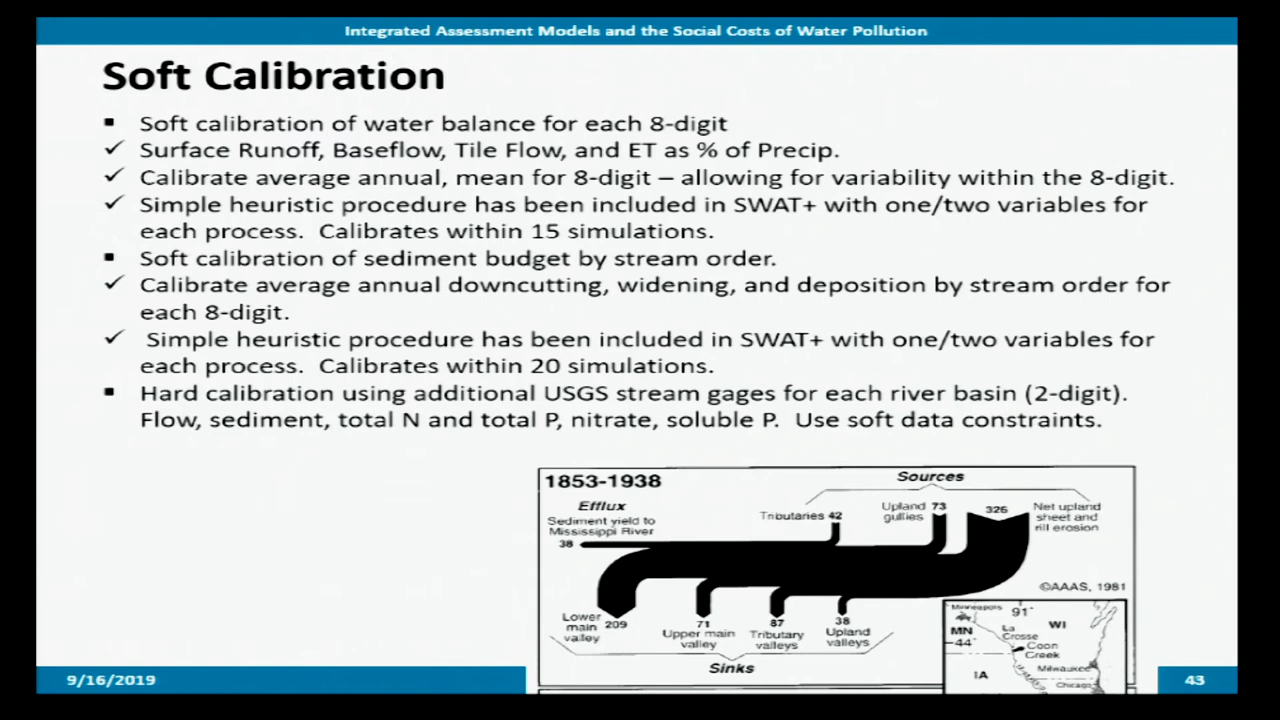 Integrated Assessment Models and the Social Costs of Water Pollution
Soft Calibration
▪ Soft calibration of water balance for each 8-digit
✓ Surface Runoff, Baseflow, Tile Flow, and ET as % of Precip.
✓ Calibrate average annual, mean for 8-digit – allowing for variability within the 8-digit.
✓ Simple heuristic procedure has been included in SWAT+ with one/two variables for
each process. Calibrates within 15 simulations.
▪ Soft calibration of sediment budget by stream order.
✓ Calibrate average annual downcutting, widening, and deposition by stream order for
each 8-digit.
✓ Simple heuristic procedure has been included in SWAT+ with one/two variables for
each process. Calibrates within 20 simulations.
▪ Hard calibration using additional USGS stream gages for each river basin (2-digit).
Flow, sediment, total N and total P, nitrate, soluble P. Use soft data constraints.
1853-1938
Sources
Efflux
Sediment yield to
Mississippi River
38
Tributaries 42
Upland 73
gullies
326
Net upland
sheet and
rill erosion
©AAAS, 1981
Lower
main 209
valley
71
Upper main
valley
87
Tributary
valleys
38
Upland
valleys
Sinks
Minneapolis
91°
MN
44°
La
Crosse
WI
Coon
Creek
IA
Milwaukee
Chicago
9/16/2019
43